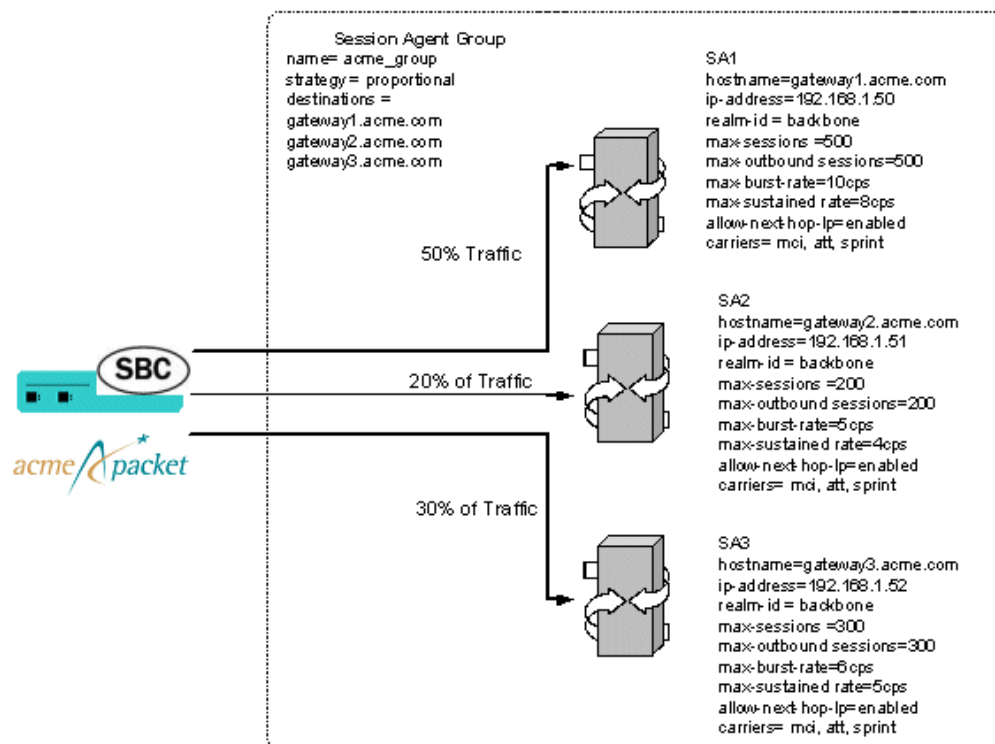 Session Agent Group
name= acme_group
strategy = proportional
destinations =
gateway1.acme.com
gateway2.acme.com
gateway3.acme.com
SA1
hostname=gateway1.acme.com
ip-address=192.168.1.50
realm-id = backbone
max-sessions =500
max-outbound sessions=500
max-burst-rate=10cps
max-sustained rate=8cps
allow-next-hop-lp=enabled
carriers= mci, att, sprint
50% Traffic
SA2
hostname=gateway2.acme.com
ip-address=192.168.1.51
realm-id = backbone
max-sessions =200
max-outbound sessions=200
max-burst-rate=5cps
max-sustained rate=4cps
allow-next-hop-lp=enabled
carriers= mci, att, sprint
SBC
20% of Traffic
acme packet
30% of Traffic
SA3
hostname=gateway3.acme.com
ip-address=192.168.1.52
realm-id = backbone
max-sessions =300
max-outbound sessions=300
max-burst-rate=6cps
max-sustained rate=5cps
allow-next-hop-lp=enabled
carriers= mci, att, sprint